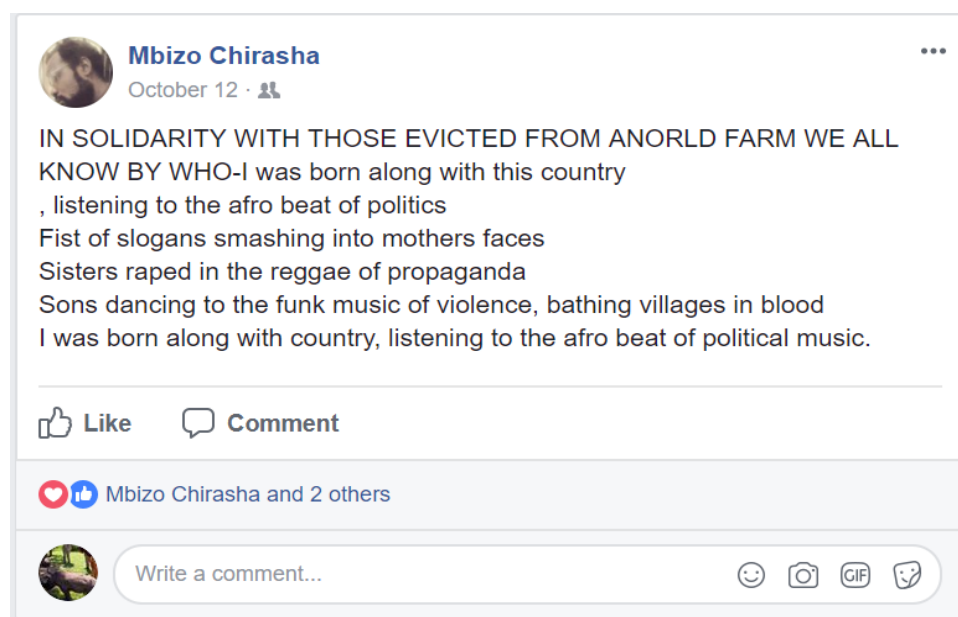 Mbizo Chirasha
October 12 ·
IN SOLIDARITY WITH THOSE EVICTED FROM ANORLD FARM WE ALL
KNOW BY WHO-I was born along with this country
, listening to the afro beat of politics
Fist of slogans smashing into mothers faces
Sisters raped in the reggae of propaganda
Sons dancing to the funk music of violence, bathing villages in blood
I was born along with country, listening to the afro beat of political music.
Like Comment
Mbizo Chirasha and 2 others
Write a comment... GIF